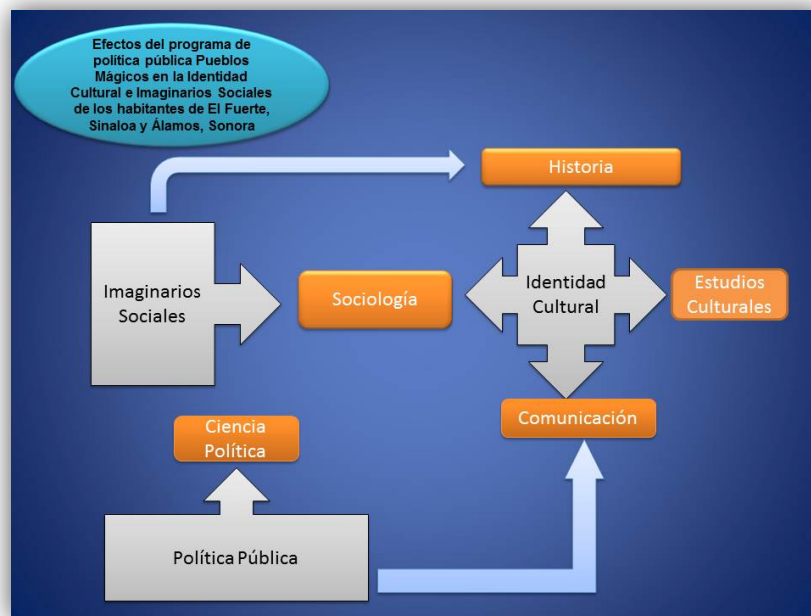 Efectos del programa de
política pública Pueblos
Mágicos en la Identidad
Cultural e Imaginarios Sociales
de los habitantes de El Fuerte,
Sinaloa y Álamos, Sonora
Historia
Imaginarios
Sociales
Sociología
Identidad
Cultural
Estudios
Culturales
Ciencia
Política
Comunicación
Política Pública